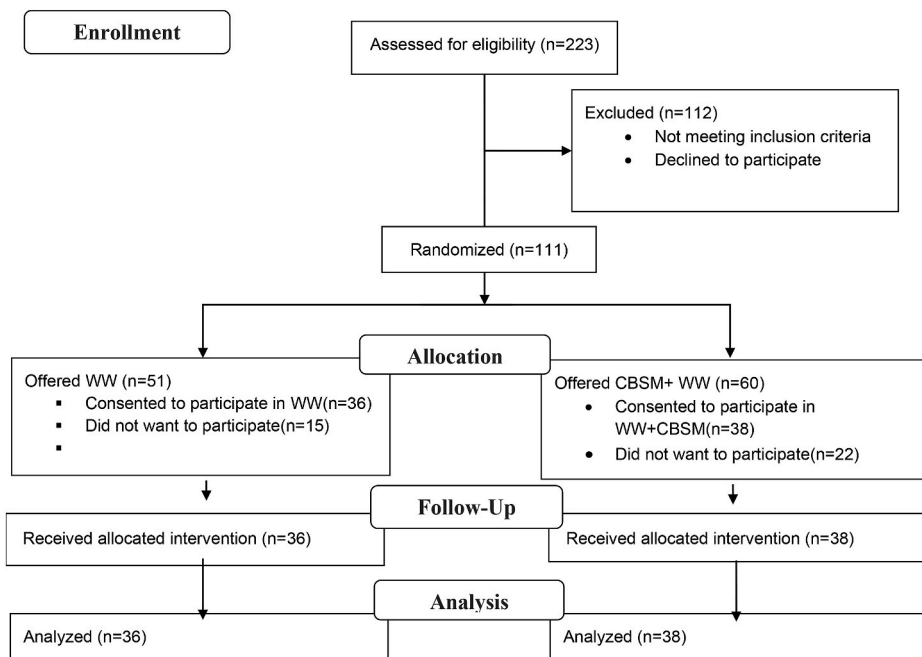 Enrollment
Assessed for eligibility (n=223)
Excluded (n=112)
• Not meeting inclusion criteria
• Declined to participate
Randomized (n=111)
Allocation
Offered WW (n=51)
▪ Consented to participate in WW(n=36)
▪ Did not want to participate(n=15)
▪
Offered CBSM+ WW (n=60)
• Consented to participate in
WW+CBSM(n=38)
• Did not want to participate(n=22)
Follow-Up
Received allocated intervention (n=36)
Received allocated intervention (n=38)
Analysis
Analyzed (n=36)
Analyzed (n=38)